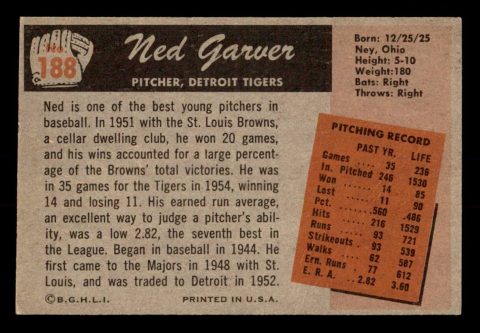 No.
188
Ned Garver
PITCHER, DETROIT TIGERS
Born: 12/25/25
Ney, Ohio
Height: 5-10
Weight:180
Bats: Right
Throws: Right
Ned is one of the best young pitchers in
baseball. In 1951 with the St. Louis Browns,
a cellar dwelling club, he won 20 games,
and his wins accounted for a large percent-
age of the Browns' total victories. He was
in 35 games for the Tigers in 1954, winning
14 and losing 11. His earned run average,
an excellent way to judge a pitcher's abil-
ity, was a low 2.82, the seventh best in
the League. Began in baseball in 1944. He
first came to the Majors in 1948 with St.
Louis, and was traded to Detroit in 1952.
PITCHING RECORD
PAST YR. LIFE
Games 35 236
In. Pitched 246 1530
Won 14 85
Lost 11 90
Pct. .560 .486
Hits 216 1529
Runs 93 721
Strikeouts 93 539
Walks 62 587
Ern. Runs 77 612
E. R. A. 2.82 3.60
©B.G.H.L.I. PRINTED IN U.S.A.